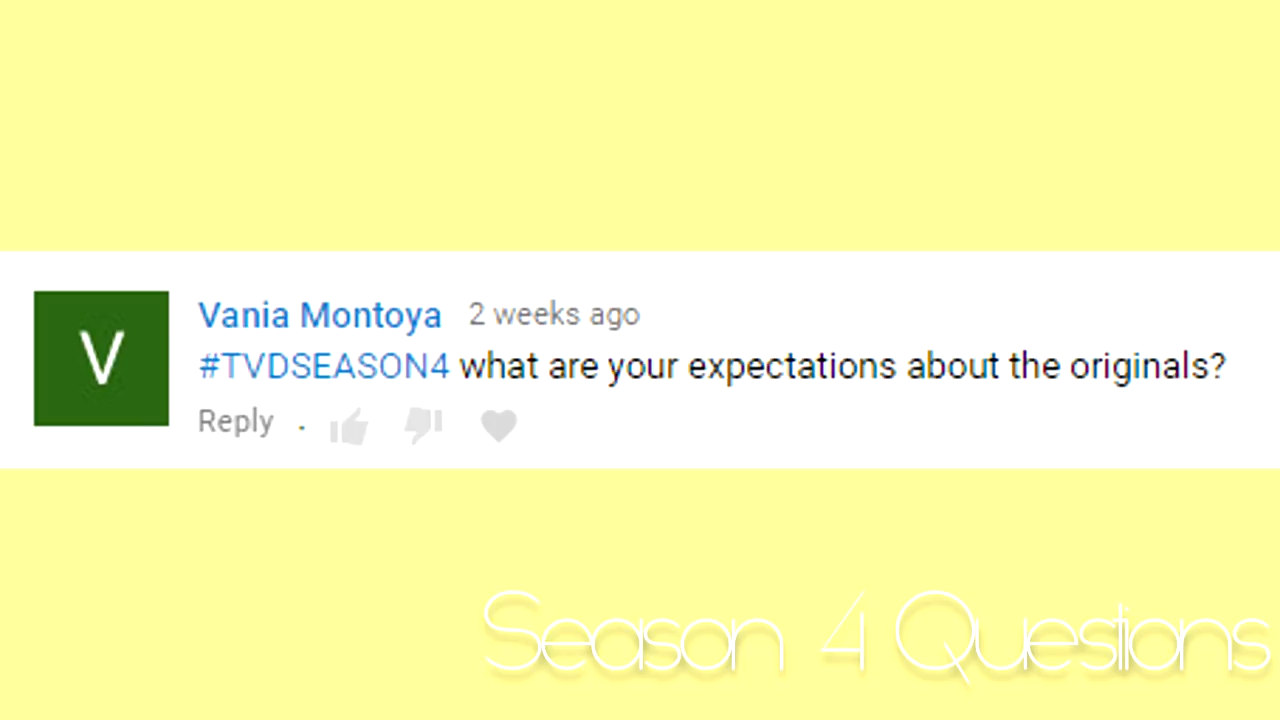 V
Vania Montoya 2 weeks ago
#TVDSEASON4 what are your expectations about the originals?
Reply
Season 4 Questions